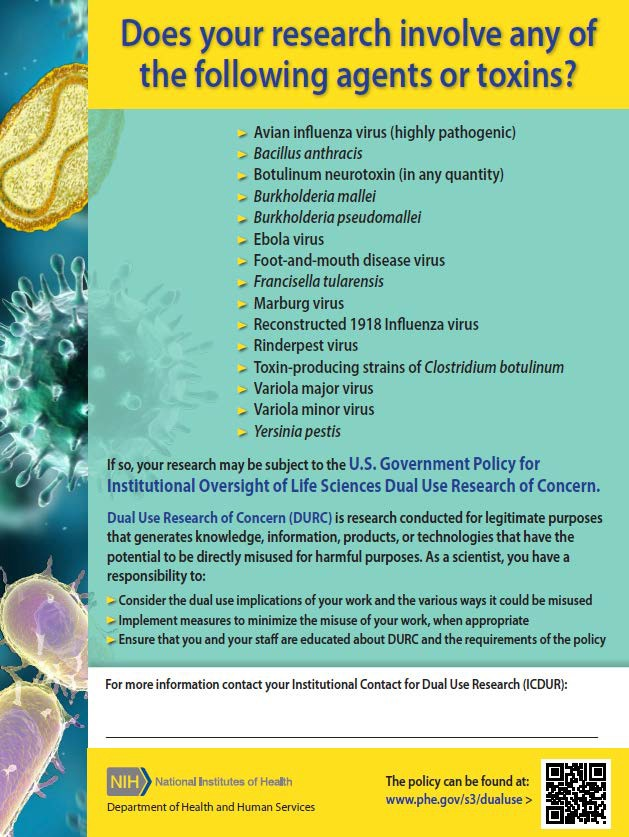 Does your research involve any of
the following agents or toxins?
► Avian influenza virus (highly pathogenic)
► Bacillus anthracis
► Botulinum neurotoxin (in any quantity)
► Burkholderia mallei
► Burkholderia pseudomallei
► Ebola virus
► Foot-and-mouth disease virus
► Francisella tularensis
► Marburg virus
► Reconstructed 1918 Influenza virus
► Rinderpest virus
► Toxin-producing strains of Clostridium botulinum
► Variola major virus
► Variola minor virus
► Yersinia pestis
If so, your research may be subject to the U.S. Government Policy for
Institutional Oversight of Life Sciences Dual Use Research of Concern.
Dual Use Research of Concern (DURC) is research conducted for legitimate purposes
that generates knowledge, information, products, or technologies that have the
potential to be directly misused for harmful purposes. As a scientist, you have a
responsibility to:
► Consider the dual use implications of your work and the various ways it could be misused
► Implement measures to minimize the misuse of your work, when appropriate
► Ensure that you and your staff are educated about DURC and the requirements of the policy
For more information contact your Institutional Contact for Dual Use Research (ICDUR):
NIH National Institutes of Health
Department of Health and Human Services
The policy can be found at:
www.phe.gov/s3/dualuse >